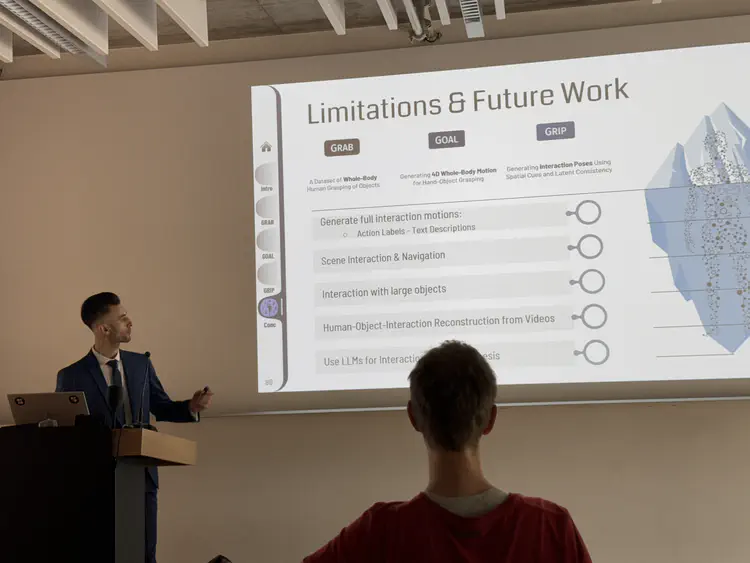 Limitations & Future Work
GRAB
GOAL
GRIP
A Dataset of Whole-Body
Human Grasping of Objects
Generating 4D Whole-Body Motion
for Hand-Object Grasping
Generating Interaction Poses Using
Spatial Cues and Latent Consistency
Intro
GRAB
GOAL
GRIP
Conc
Generate full interaction motions:
Action Labels - Text Descriptions
Scene Interaction & Navigation
Interaction with large objects
Human-Object-Interaction Reconstruction from Videos
Use LLMs for